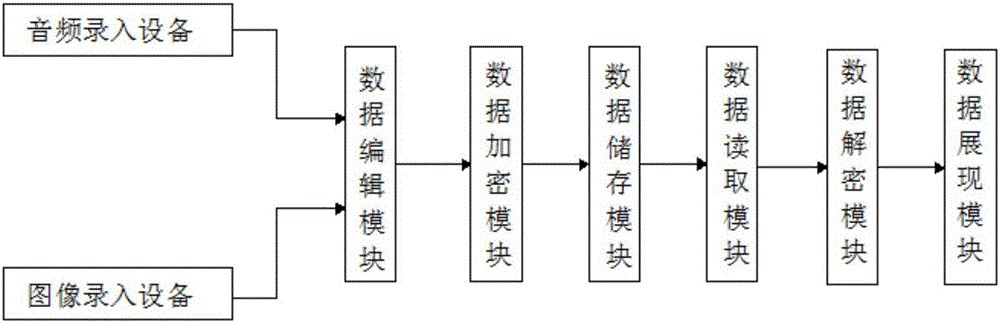 音频录入设备
图像录入设备
数据编辑模块
数据加密模块
数据储存模块
数据读取模块
数据解密模块
数据展现模块